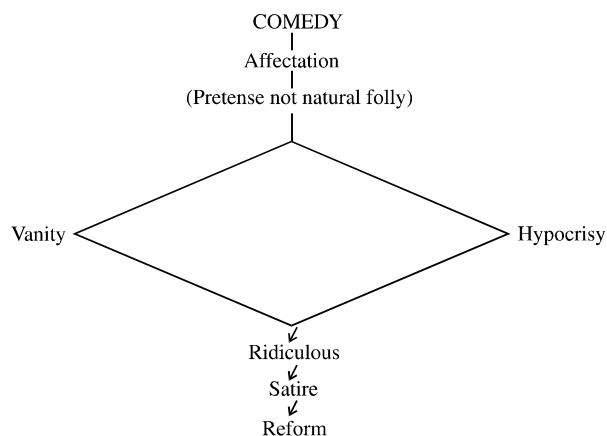 COMEDY
Affectation
(Pretense not natural folly)
Vanity
Hypocrisy
Ridiculous
Satire
Reform